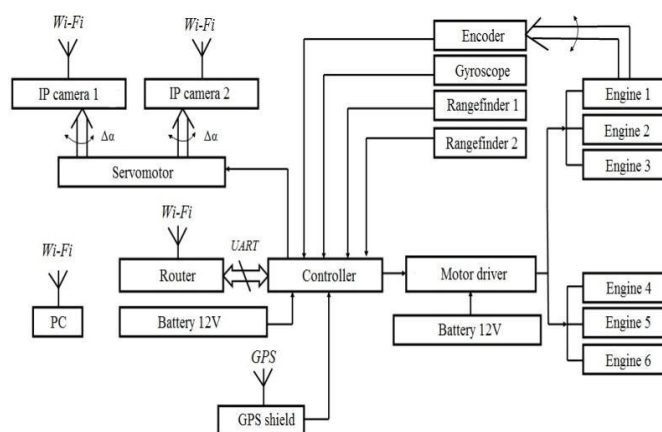 Wi-Fi
Wi-Fi
Encoder
IP camera 1
IP camera 2
Gyroscope
Engine 1
Rangefinder 1
Engine 2
Δα
Δα
Rangefinder 2
Engine 3
Servomotor
Wi-Fi
Wi-Fi
UART
Router
Controller
Motor driver
Engine 4
PC
Battery 12V
Battery 12V
Engine 5
Engine 6
GPS
GPS shield